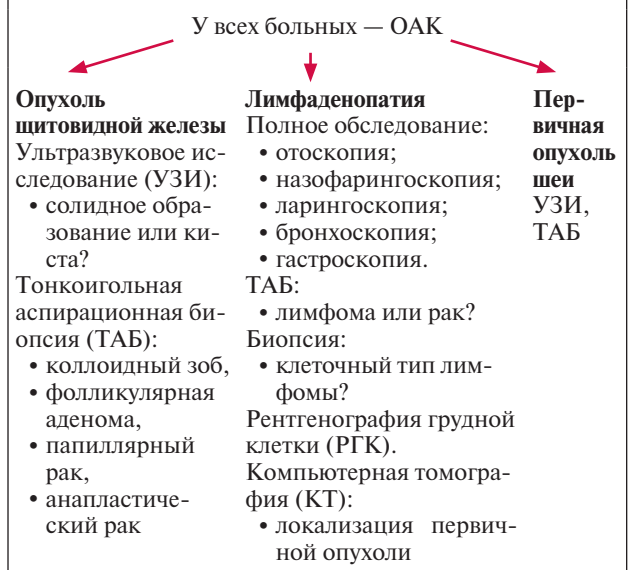 У всех больных — ОАК
Опухоль
щитовидной железы
Ультразвуковое ис-
следование (УЗИ):
• солидное обра-
зование или ки-
ста?
Тонкоигольная
аспирационная би-
опсия (ТАБ):
• коллоидный зоб,
• фолликулярная
аденома,
• папиллярный
рак,
• анапластиче-
ский рак
Лимфаденопатия
Полное обследование:
• отоскопия;
• назофарингоскопия;
• ларингоскопия;
• бронхоскопия;
• гастроскопия.
ТАБ:
• лимфома или рак?
Биопсия:
• клеточный тип лим-
фомы?
Рентгенография грудной
клетки (РГК).
Компьютерная томогра-
фия (КТ):
• локализация первич-
ной опухоли
Пер-
вичная
опухоль
шеи
УЗИ,
ТАБ